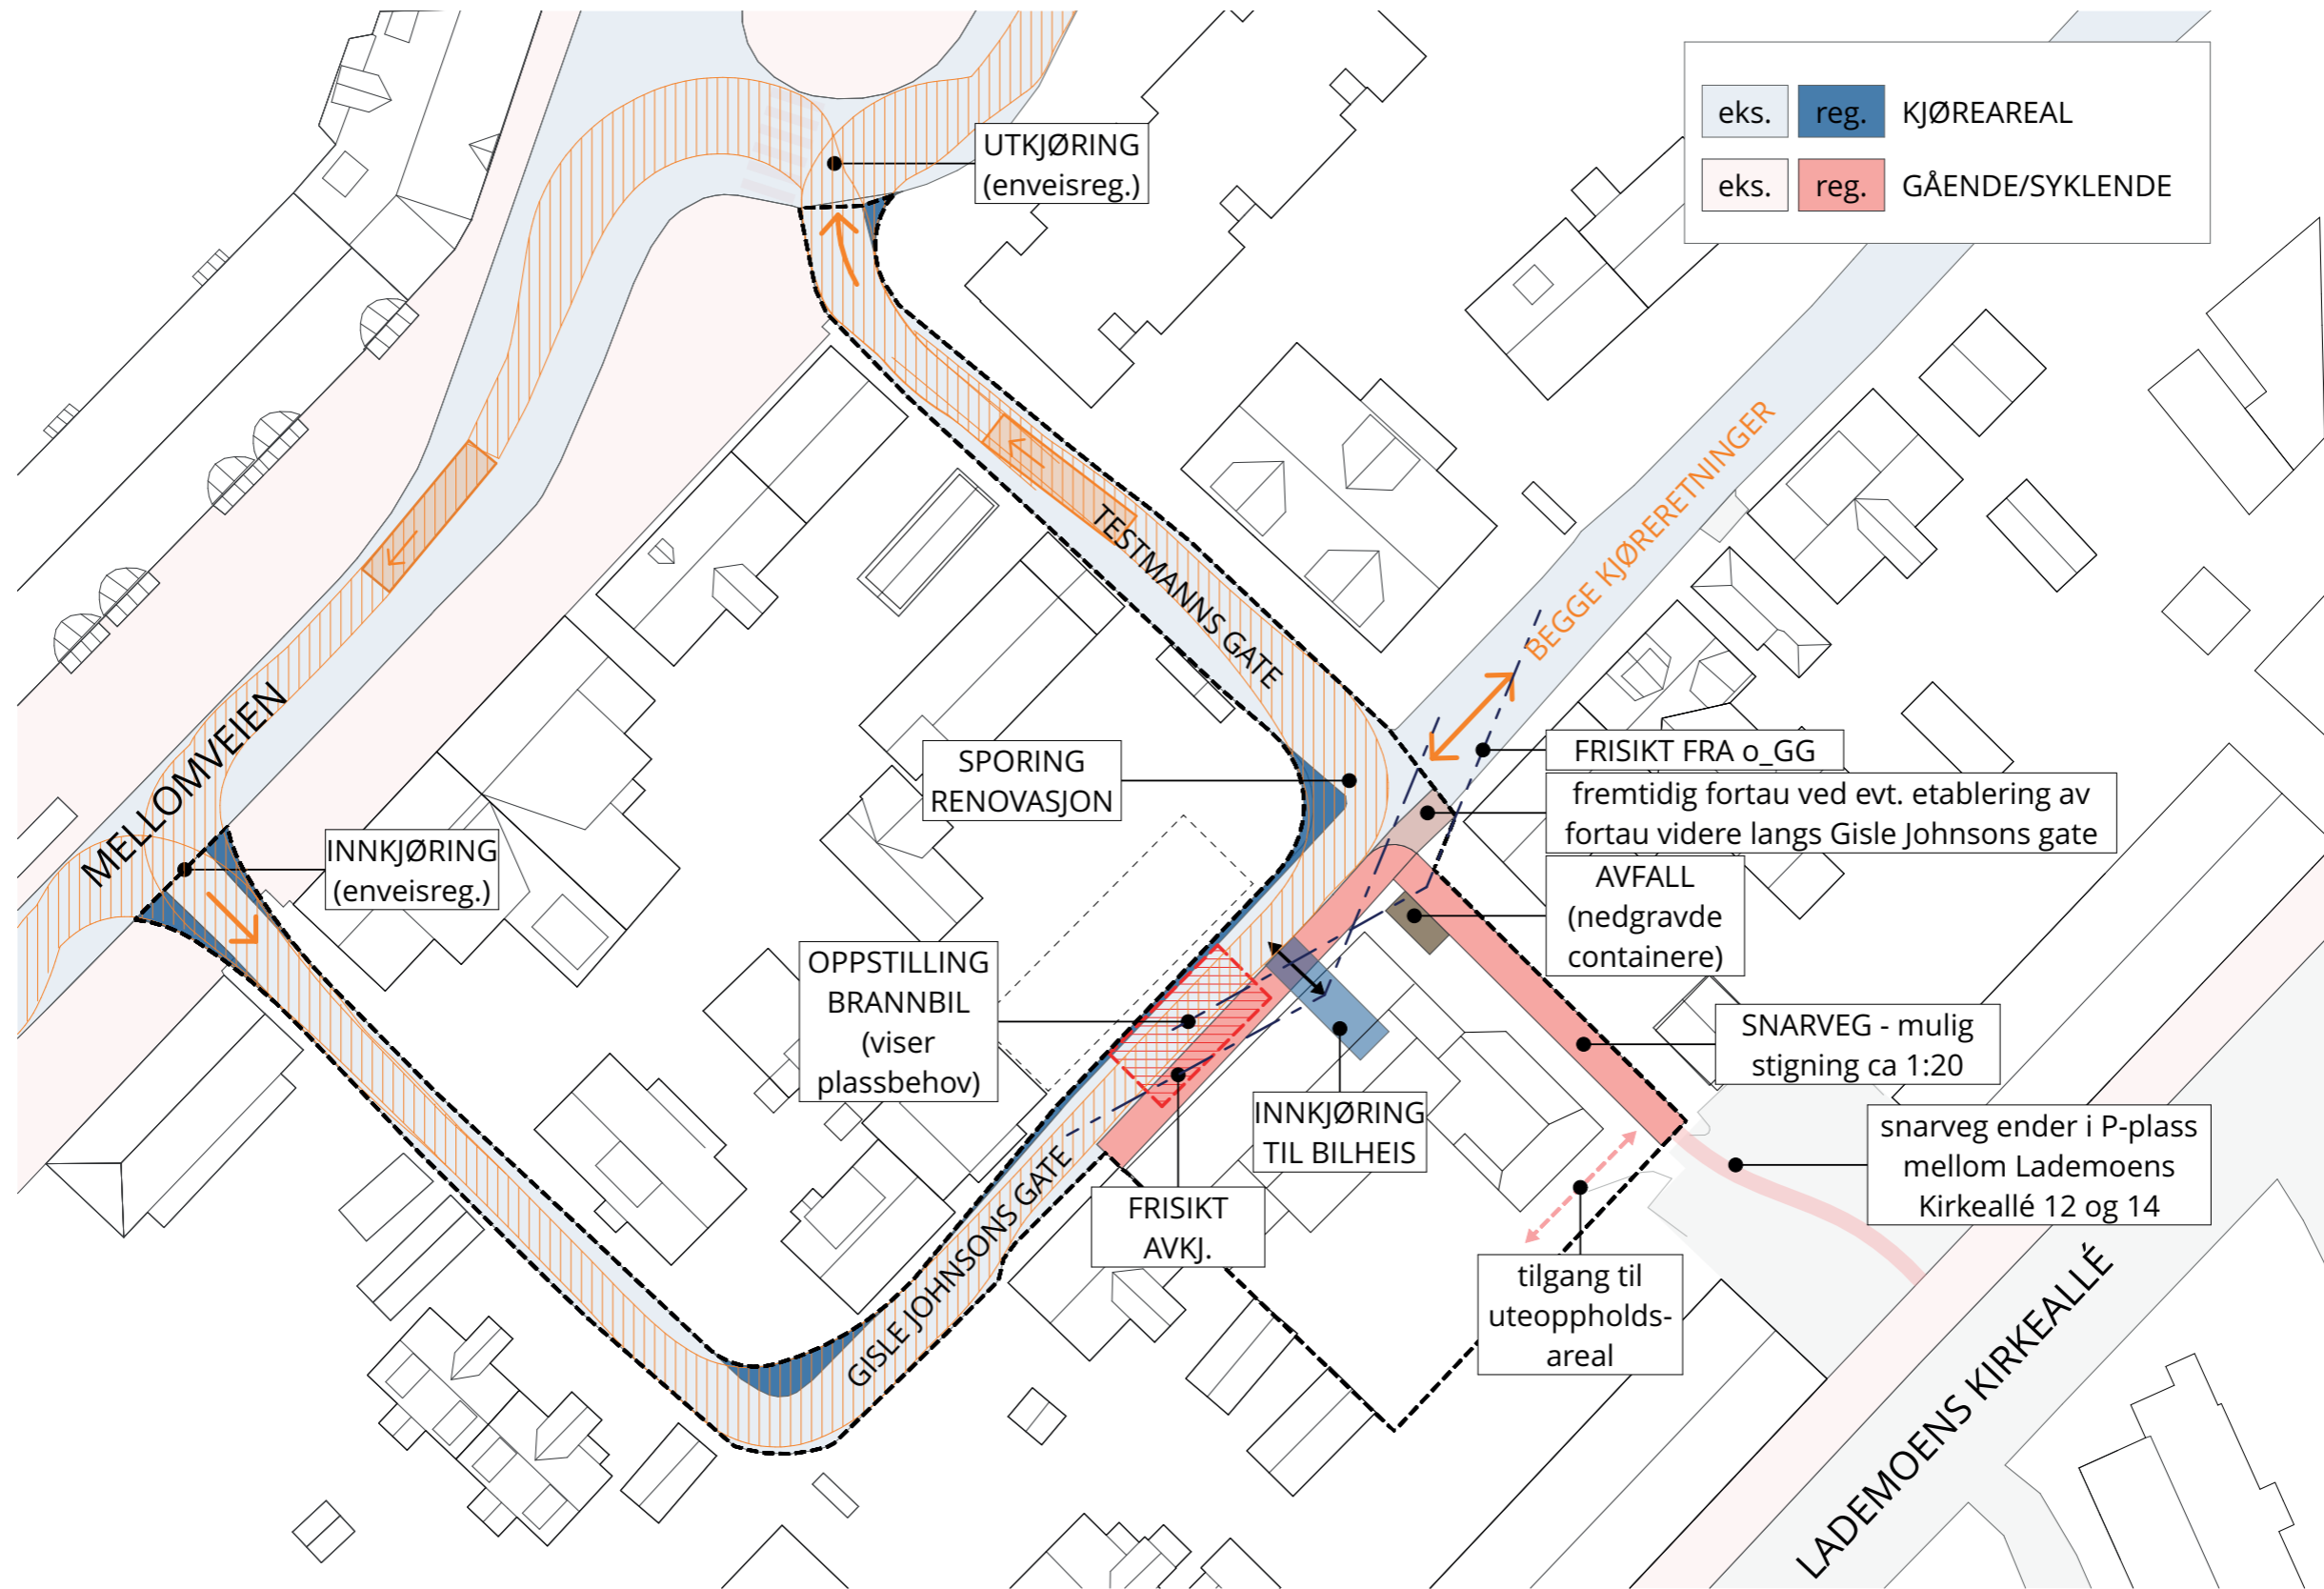 eks. reg. KJØREAREAL
eks. reg. GÅENDE/SYKLENDE
UTKJØRING
(enveisreg.)
TESTMANNS GATE
BEGGE KJØRERETNINGER
MELLOMVEIEN
INNKJØRING
(enveisreg.)
SPORING
RENOVASJON
FRISIKT FRA o_GG
fremtidig fortau ved evt. etablering av
fortau videre langs Gisle Johnsons gate
AVFALL
(nedgravde
containere)
OPPSTILLING
BRANNBIL
(viser
plassbehov)
SNARVEG - mulig
stigning ca 1:20
INNKJØRING
TIL BILHEIS
snarveg ender i P-plass
mellom Lademoens
Kirkeallé 12 og 14
FRISIKT
AVKJ.
GISLE JOHNSONS GATE
tilgang til
uteoppholds-
areal
LADEMOENS KIRKEALLÉ